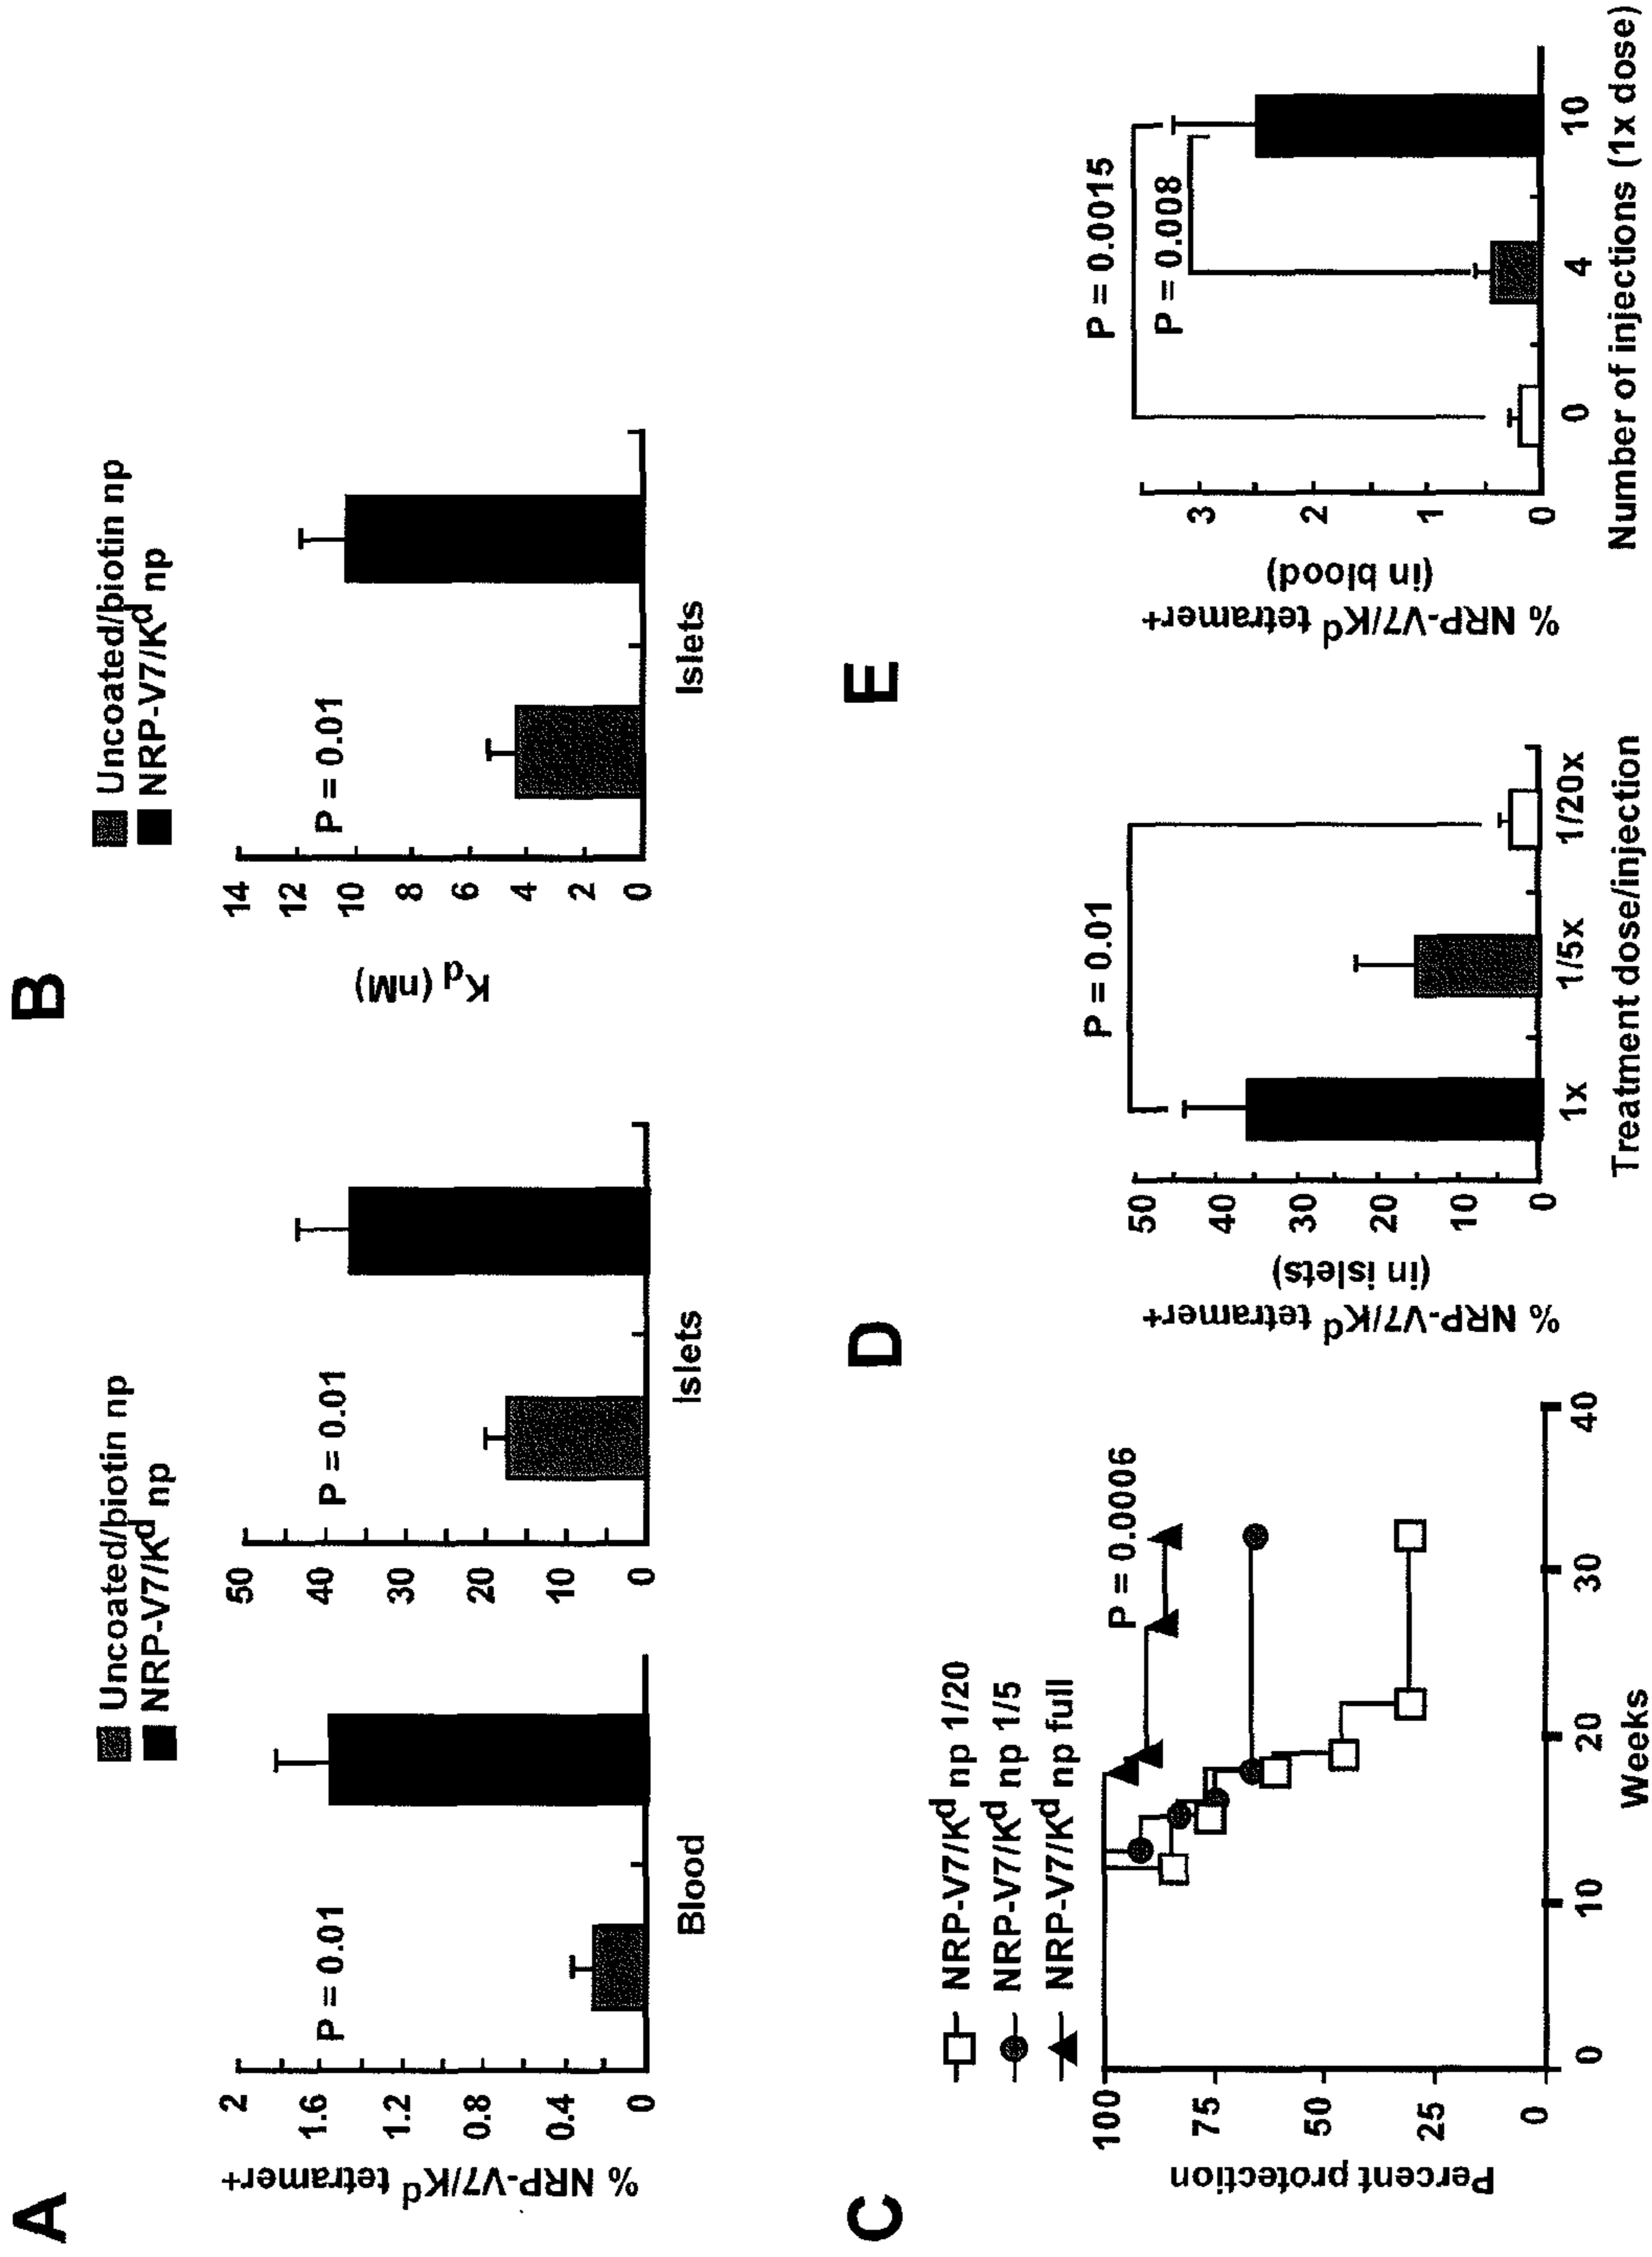 A
Uncoated/biotin np
NRP-V7/Kd np
% NRP-V7/Kd tetramer+
2
1.6
1.2
0.8
0.4
0
P = 0.01
Blood
50
40
30
20
10
0
P = 0.01
Islets
B
Uncoated/biotin np
NRP-V7/Kd np
Kd (nM)
14
12
10
8
6
4
2
0
P = 0.01
Islets
C
NRP-V7/Kd np 1/20
NRP-V7/Kd np 1/5
NRP-V7/Kd np full
P = 0.0006
Percent protection
100
75
50
25
0
0 10 20 30 40
Weeks
D
% NRP-V7/Kd tetramer+
(in islets)
50
40
30
20
10
0
P = 0.01
1x 1/5x 1/20x
Treatment dose/injection
E
% NRP-V7/Kd tetramer+
(in blood)
3
2
1
0
P = 0.0015
P = 0.008
0 4 10
Number of injections (1x dose)